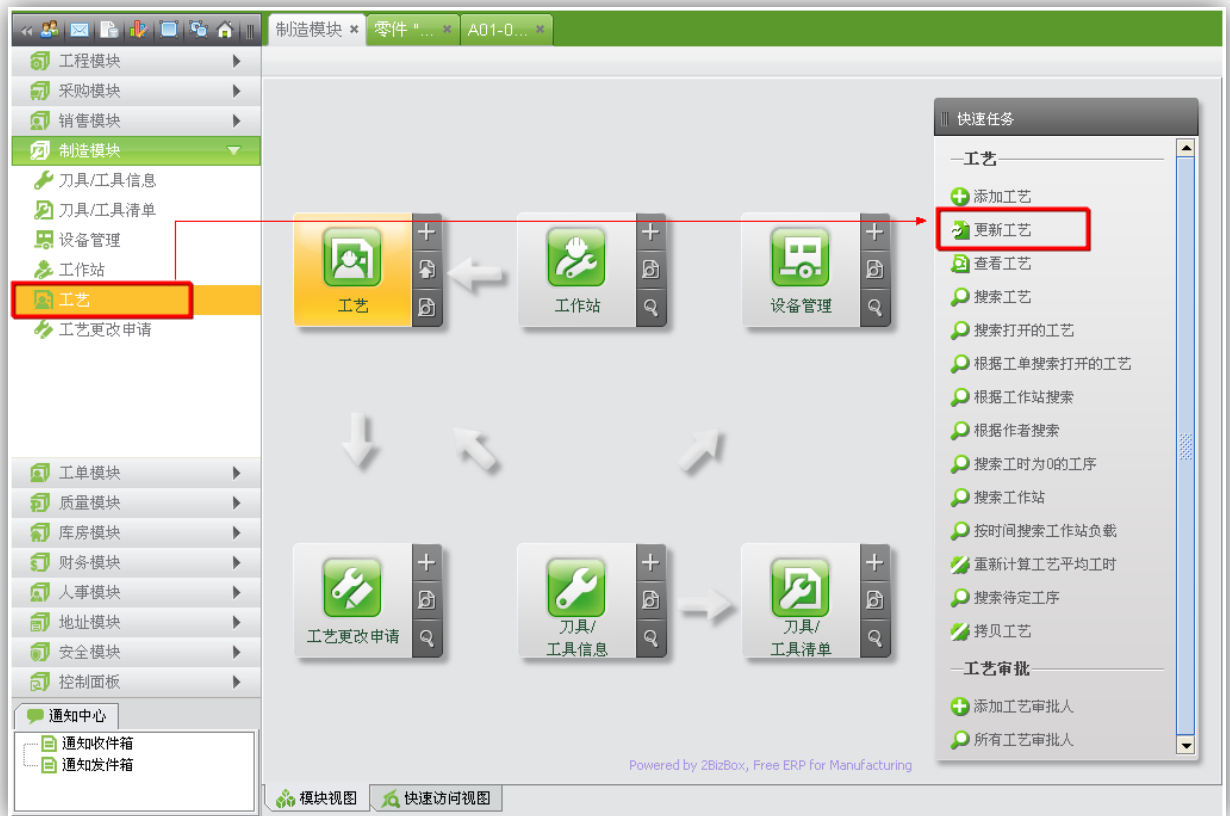 制造模块
零件 "...
A01-0...
工程模块
采购模块
销售模块
制造模块
刀具/工具信息
刀具/工具清单
设备管理
工作站
工艺
工艺更改申请
工单模块
质量模块
库房模块
财务模块
人事模块
地址模块
安全模块
控制面板
通知中心
通知收件箱
通知发件箱
工艺
工作站
设备管理
工艺更改申请
刀具/
工具信息
刀具/
工具清单
Powered by 2BizBox, Free ERP for Manufacturing
模块视图
快速访问视图
快速任务
工艺
添加工艺
更新工艺
查看工艺
搜索工艺
搜索打开的工艺
根据工单搜索打开的工艺
根据工作站搜索
根据作者搜索
搜索工时为0的工序
搜索工作站
按时间搜索工作站负载
重新计算工艺平均工时
搜索待定工序
拷贝工艺
工艺审批
添加工艺审批人
所有工艺审批人